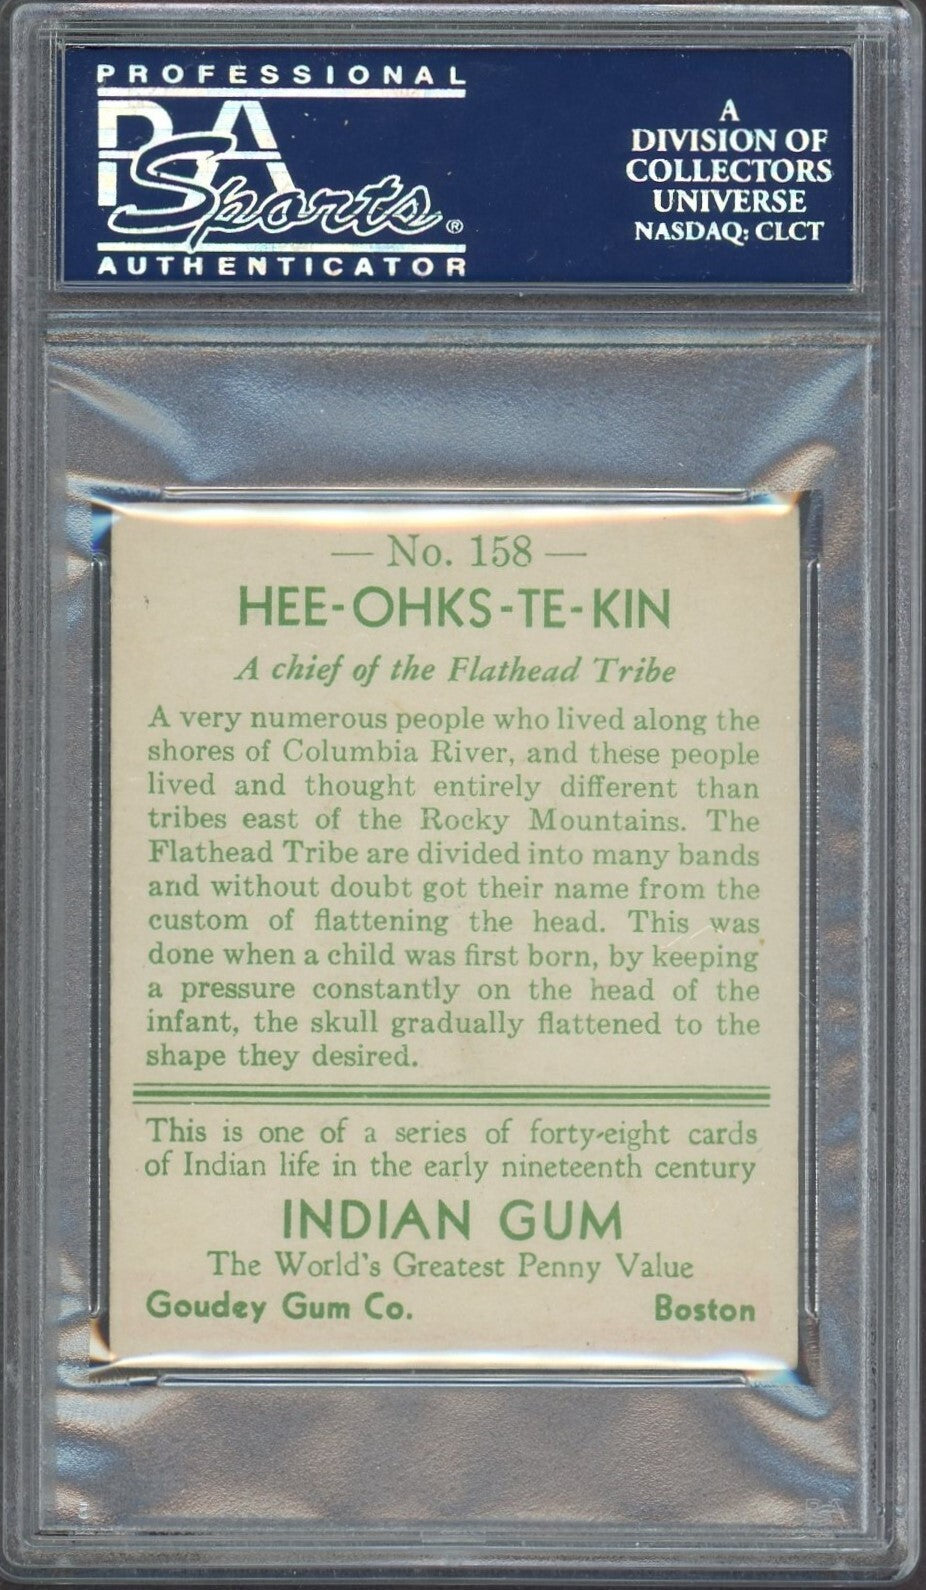 PROFESSIONAL
PSA
Sports®
AUTHENTICATOR
A
DIVISION OF
COLLECTORS
UNIVERSE
NASDAQ: CLCT
— No. 158 —
HEE-OHKS-TE-KIN
A chief of the Flathead Tribe
A very numerous people who lived along the
shores of Columbia River, and these people
lived and thought entirely different than
tribes east of the Rocky Mountains. The
Flathead Tribe are divided into many bands
and without doubt got their name from the
custom of flattening the head. This was
done when a child was first born, by keeping
a pressure constantly on the head of the
infant, the skull gradually flattened to the
shape they desired.
This is one of a series of forty-eight cards
of Indian life in the early nineteenth century
INDIAN GUM
The World's Greatest Penny Value
Goudey Gum Co. Boston
PSA